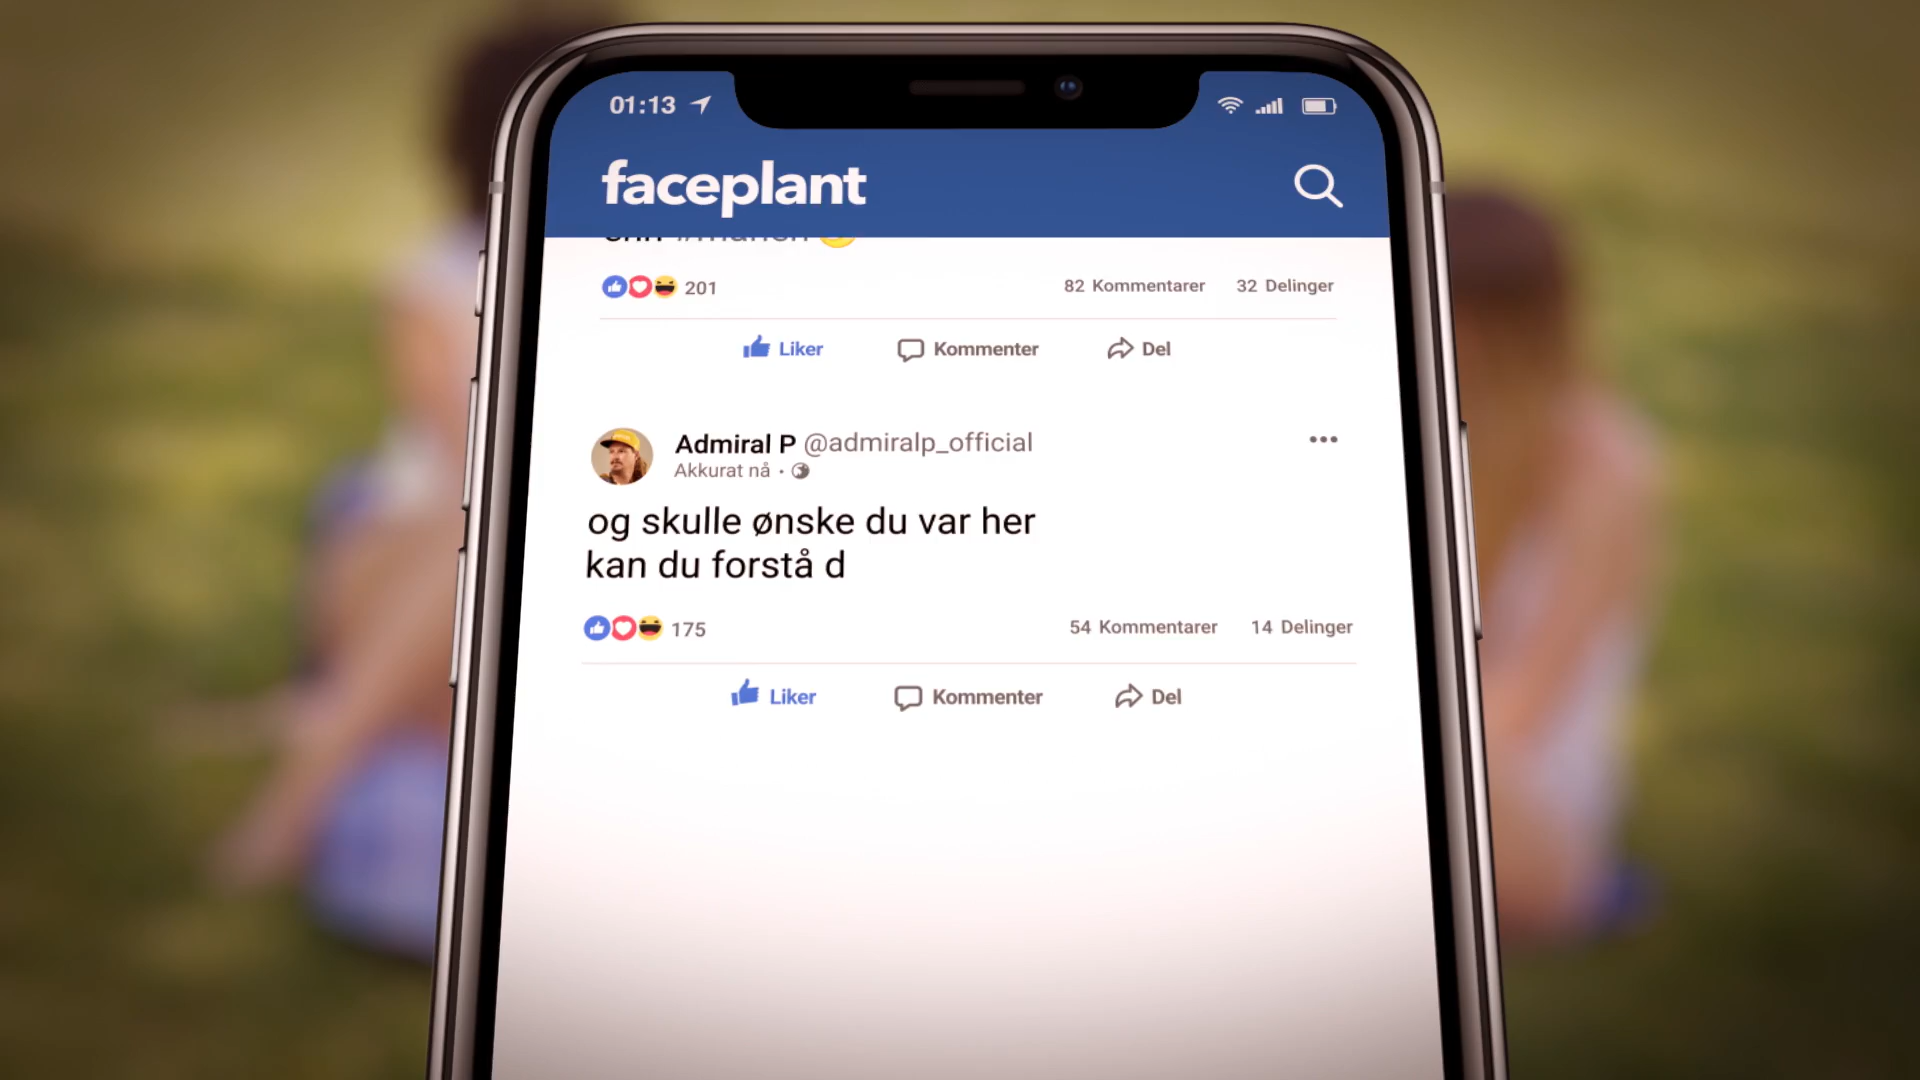 01:13
faceplant
201
82 Kommentarer 32 Delinger
Liker Kommenter Del
Admiral P @admiralp_official
Akkurat nå ·
og skulle ønske du var her
kan du forstå d
175
54 Kommentarer 14 Delinger
Liker Kommenter Del